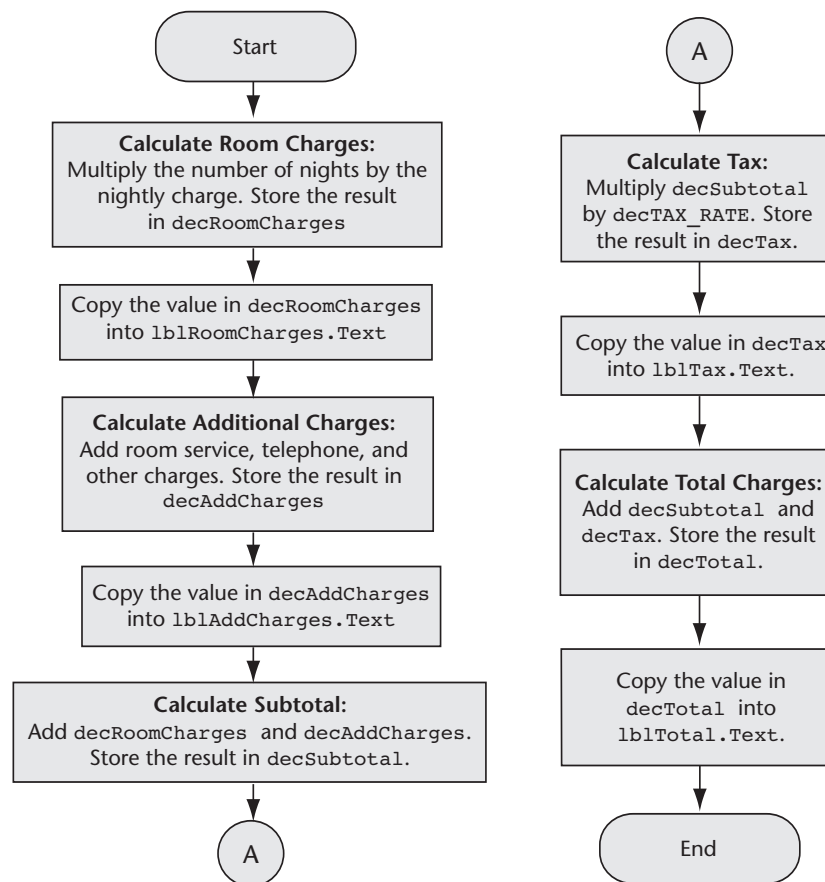 Start
Calculate Room Charges:
Multiply the number of nights by the
nightly charge. Store the result
in decRoomCharges
Copy the value in decRoomCharges
into lblRoomCharges.Text
Calculate Additional Charges:
Add room service, telephone, and
other charges. Store the result in
decAddCharges
Copy the value in decAddCharges
into lblAddCharges.Text
Calculate Subtotal:
Add decRoomCharges and decAddCharges.
Store the result in decSubtotal.
A
A
Calculate Tax:
Multiply decSubtotal
by decTAX_RATE. Store
the result in decTax.
Copy the value in decTax
into lblTax.Text.
Calculate Total Charges:
Add decSubtotal and
decTax. Store the result
in decTotal.
Copy the value in
decTotal into
lblTotal.Text.
End